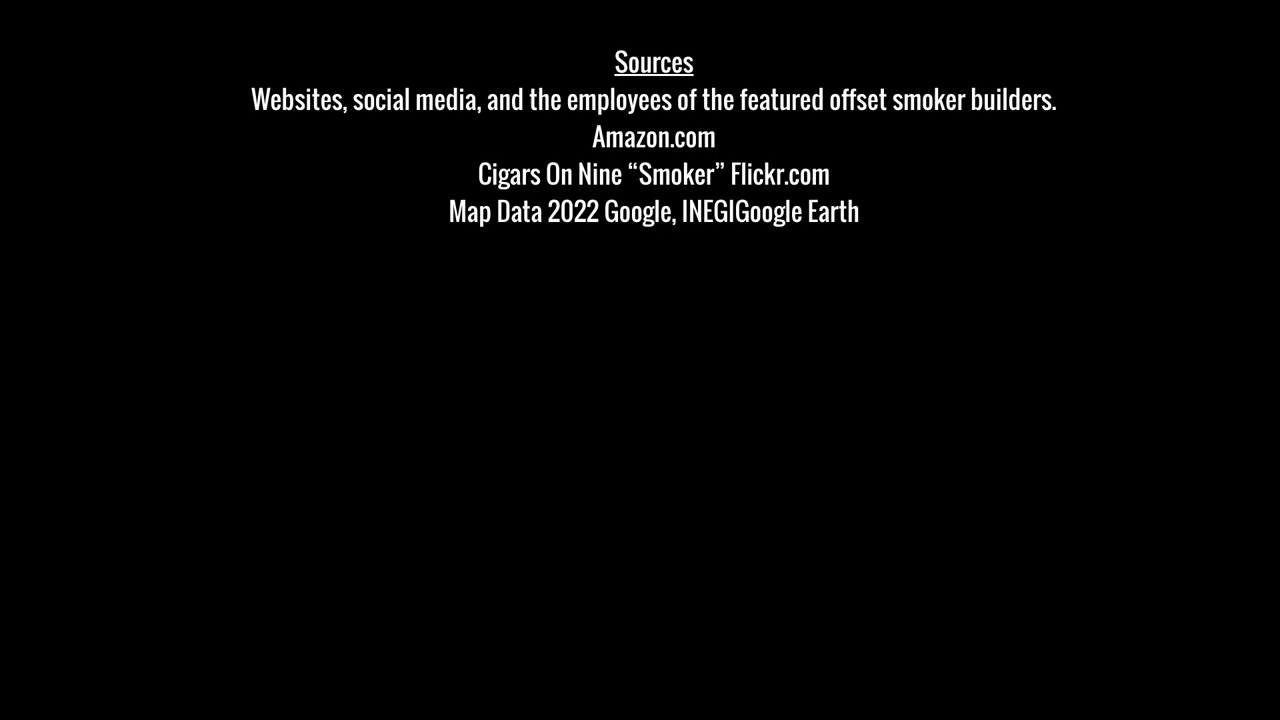 Sources
Websites, social media, and the employees of the featured offset smoker builders.
Amazon.com
Cigars On Nine “Smoker” Flickr.com
Map Data 2022 Google, INEGIGoogle Earth